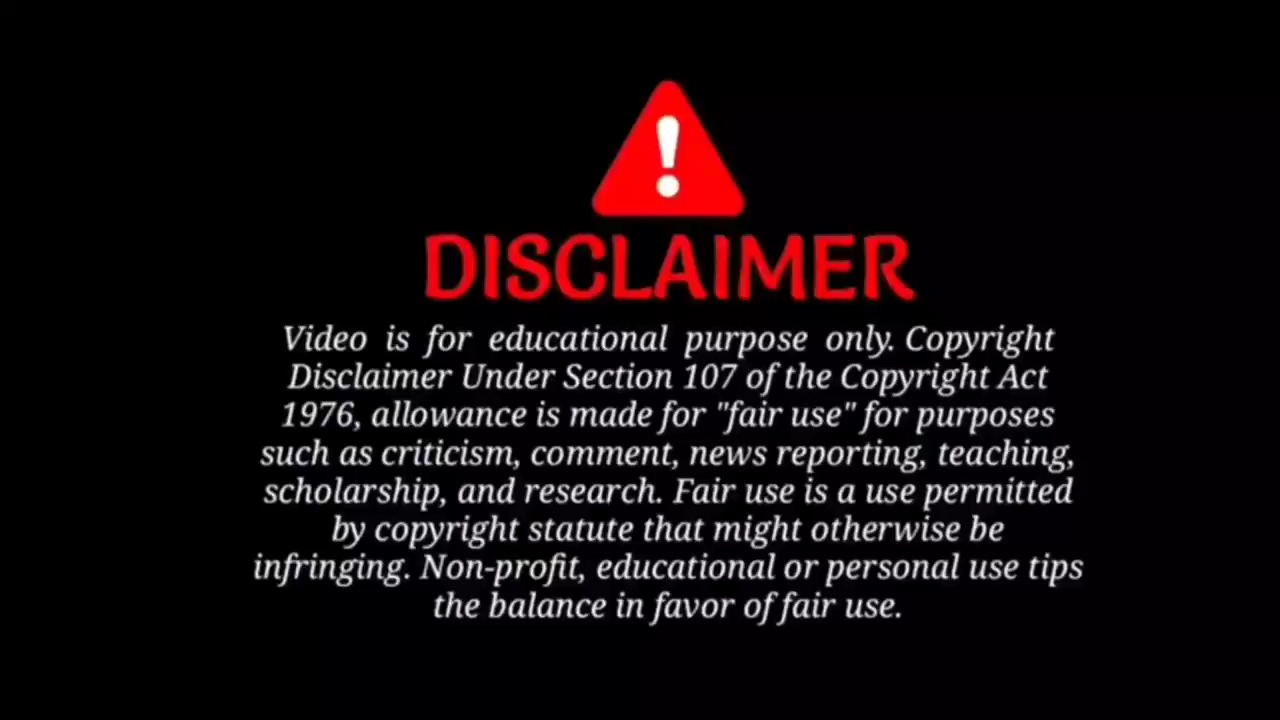 DISCLAIMER
Video is for educational purpose only. Copyright
Disclaimer Under Section 107 of the Copyright Act
1976, allowance is made for "fair use" for purposes
such as criticism, comment, news reporting, teaching,
scholarship, and research. Fair use is a use permitted
by copyright statute that might otherwise be
infringing. Non-profit, educational or personal use tips
the balance in favor of fair use.